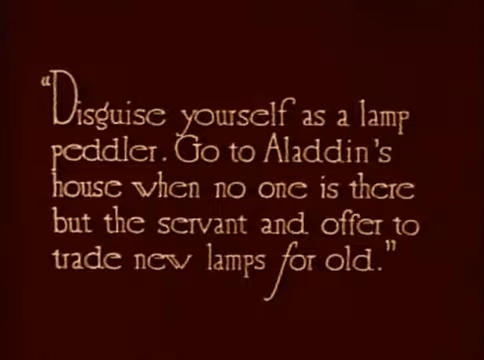 "Disguise yourself as a lamp
peddler. Go to Aladdin's
house when no one is there
but the servant and offer to
trade new lamps for old."